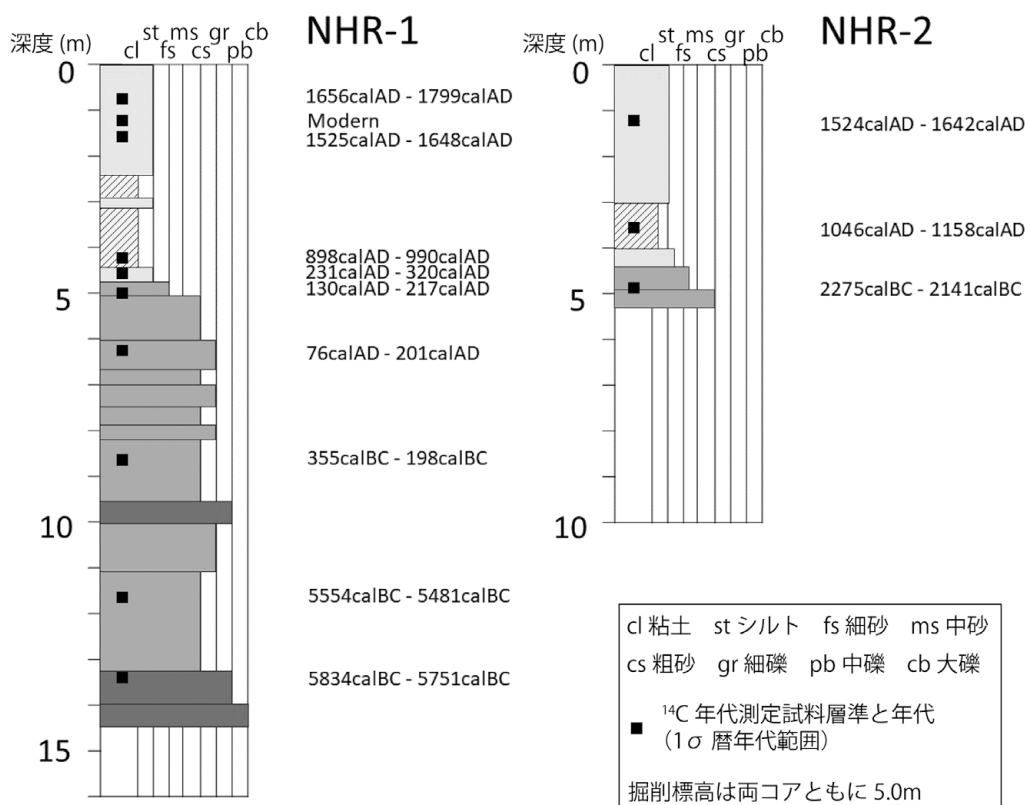 NHR-1
深度 (m)
cl st fs ms cs gr pb cb
0
1656calAD - 1799calAD
Modern
1525calAD - 1648calAD
898calAD - 990calAD
231calAD - 320calAD
5
130calAD - 217calAD
76calAD - 201calAD
355calBC - 198calBC
10
5554calBC - 5481calBC
5834calBC - 5751calBC
15
NHR-2
深度 (m)
cl st fs ms cs gr pb cb
0
1524calAD - 1642calAD
1046calAD - 1158calAD
5
2275calBC - 2141calBC
10
cl 粘土 st シルト fs 細砂 ms 中砂
cs 粗砂 gr 細礫 pb 中礫 cb 大礫
■ ¹⁴C 年代測定試料層準と年代
(1σ 暦年代範囲)
掘削標高は両コアともに 5.0m